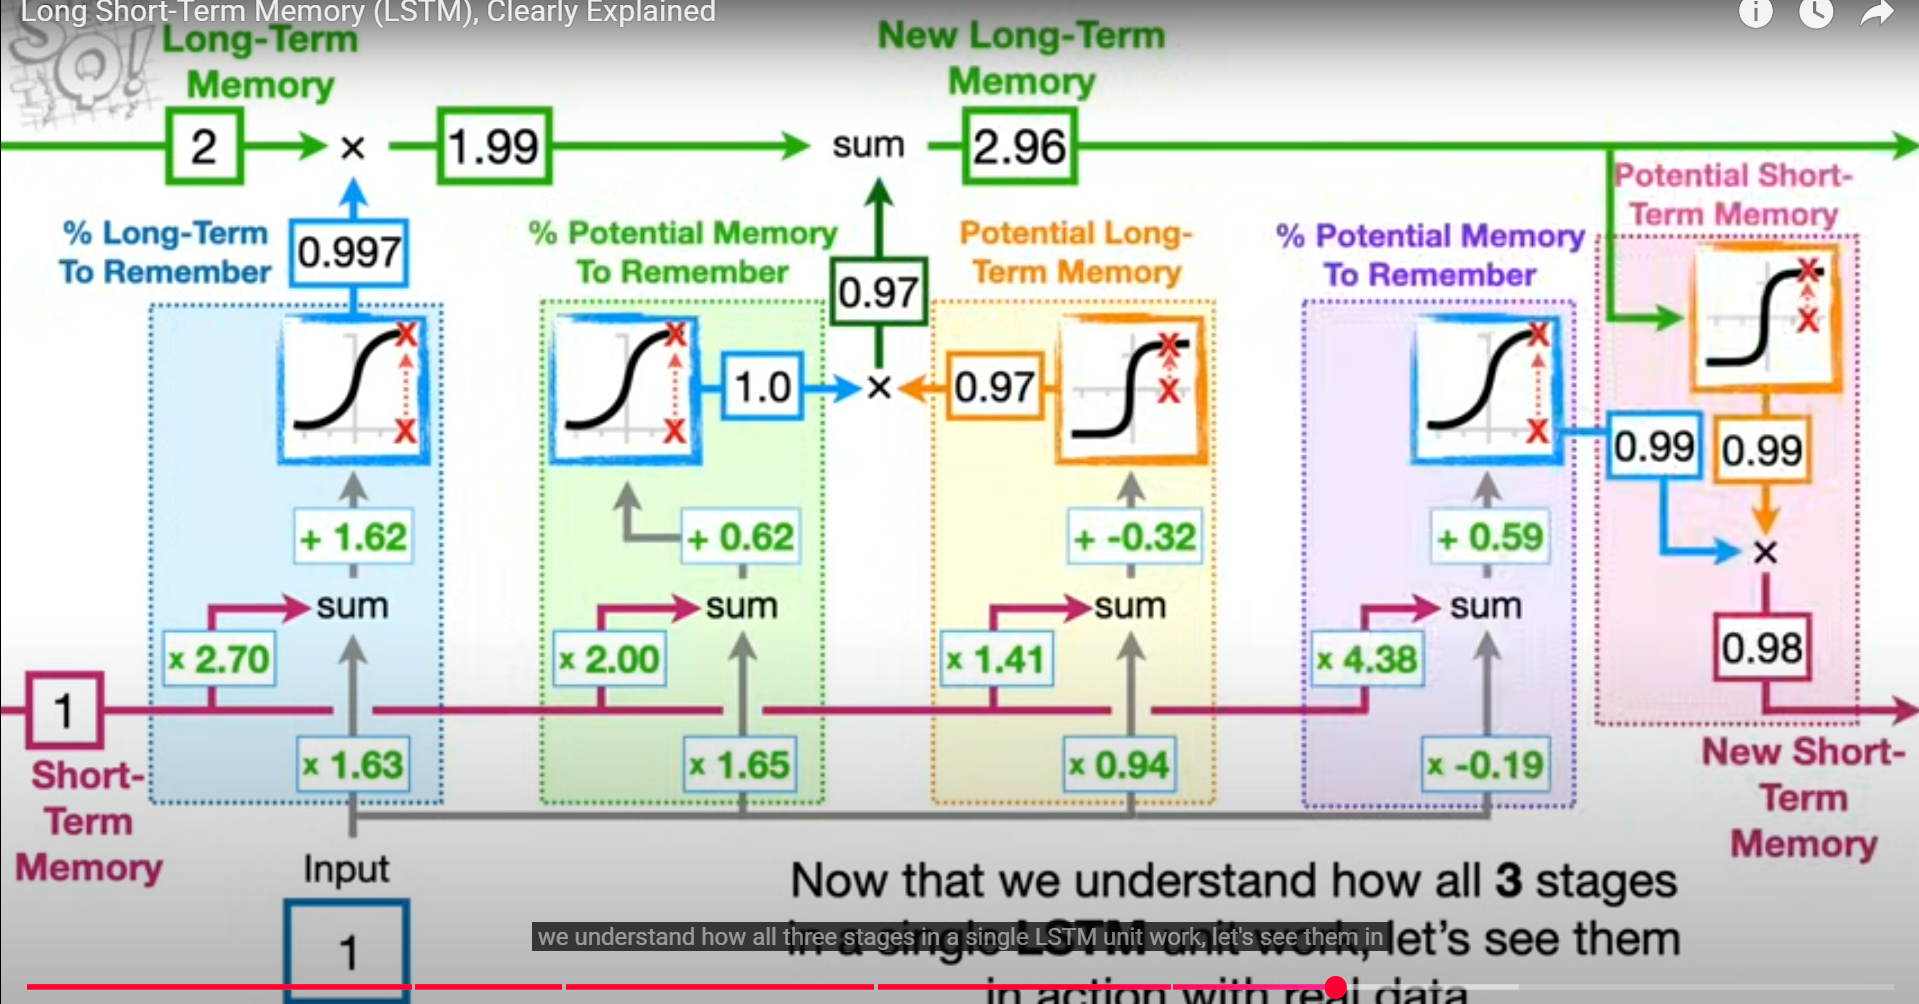 Long Short-Term Memory (LSTM), Clearly Explained
SQ!
Long-Term
Memory
New Long-Term
Memory
2
×
1.99
sum
2.96
Potential Short-
Term Memory
% Long-Term
To Remember
0.997
% Potential Memory
To Remember
0.97
Potential Long-
Term Memory
% Potential Memory
To Remember
1.0
×
0.97
0.99
0.99
×
+ 1.62
+ 0.62
+ -0.32
+ 0.59
sum
sum
sum
sum
x 2.70
x 2.00
x 1.41
x 4.38
0.98
1
x 1.63
x 1.65
x 0.94
x -0.19
Short-
Term
Memory
New Short-
Term
Memory
Input
1
Now that we understand how all 3 stages
in a single LSTM unit work, let's see them
in action with real data
we understand how all three stages in a single LSTM unit work, let's see them in